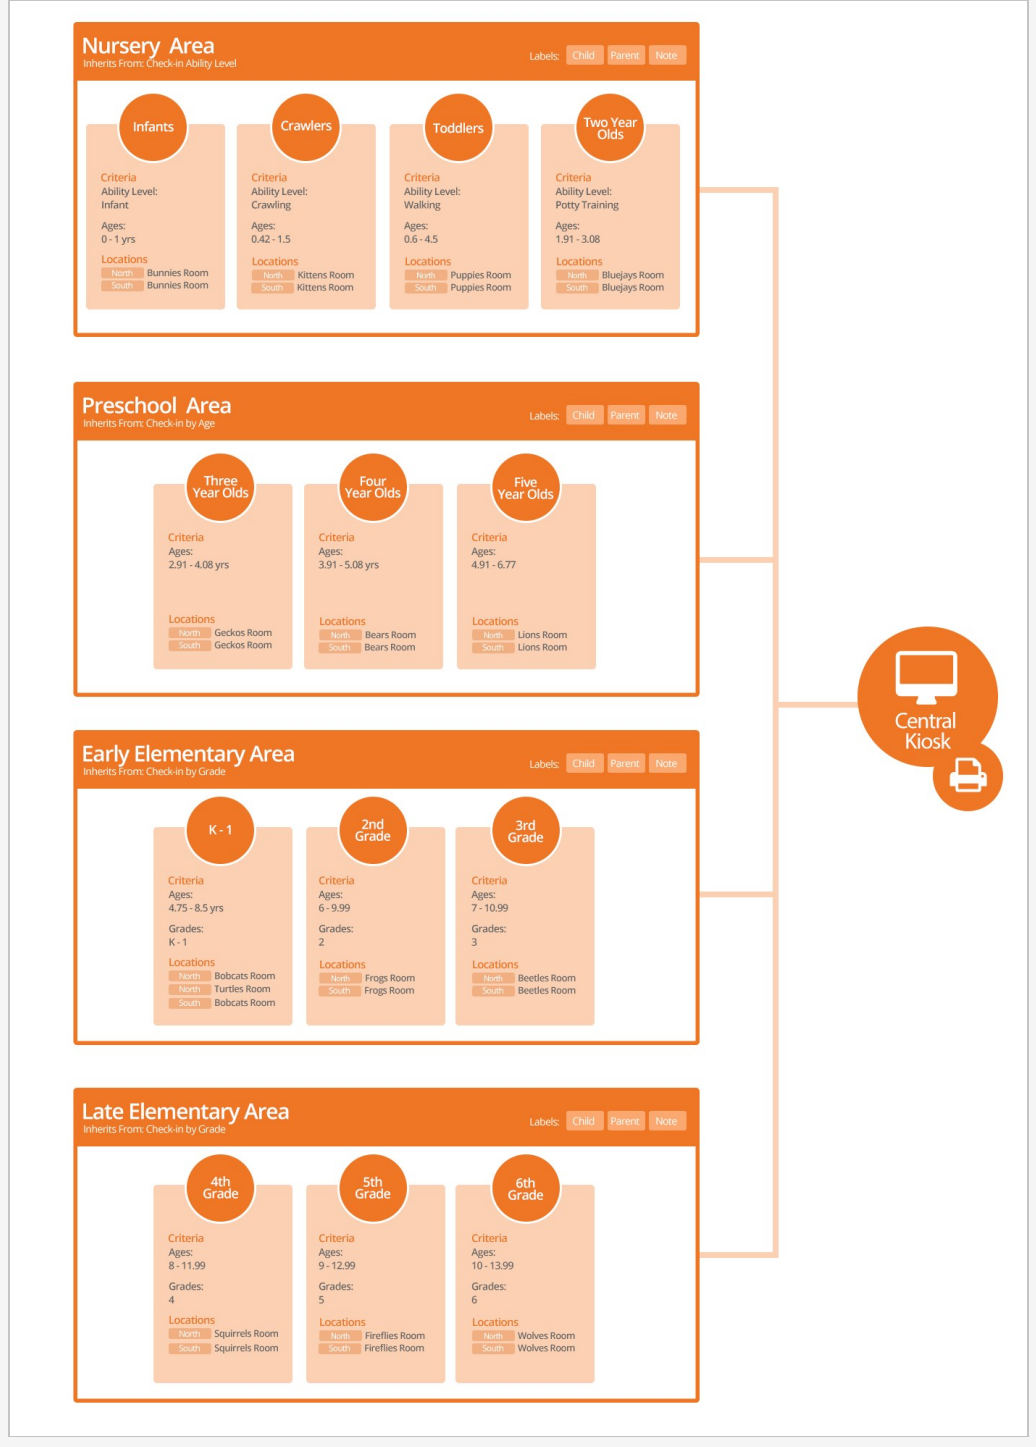 Nursery Area
Inherits From: Check-in Ability Level
Labels: Child Parent Note
Infants
Criteria
Ability Level:
Infant
Ages:
0 - 1 yrs
Locations
North Bunnies Room
South Bunnies Room
Crawlers
Criteria
Ability Level:
Crawling
Ages:
0.42 - 1.5
Locations
North Kittens Room
South Kittens Room
Toddlers
Criteria
Ability Level:
Walking
Ages:
0.6 - 4.5
Locations
North Puppies Room
South Puppies Room
Two Year
Olds
Criteria
Ability Level:
Potty Training
Ages:
1.91 - 3.08
Locations
North Bluejays Room
South Bluejays Room
Preschool Area
Inherits From: Check-in by Age
Labels: Child Parent Note
Three
Year Olds
Criteria
Ages:
2.91 - 4.08 yrs
Locations
North Geckos Room
South Geckos Room
Four
Year Olds
Criteria
Ages:
3.91 - 5.08 yrs
Locations
North Bears Room
South Bears Room
Five
Year Olds
Criteria
Ages:
4.91 - 6.77
Locations
North Lions Room
South Lions Room
Central
Kiosk
Early Elementary Area
Inherits From: Check-in by Grade
Labels: Child Parent Note
K - 1
Criteria
Ages:
4.75 - 8.5 yrs
Grades:
K - 1
Locations
North Bobcats Room
North Turtles Room
South Bobcats Room
2nd
Grade
Criteria
Ages:
6 - 9.99
Grades:
2
Locations
North Frogs Room
South Frogs Room
3rd
Grade
Criteria
Ages:
7 - 10.99
Grades:
3
Locations
North Beetles Room
South Beetles Room
Late Elementary Area
Inherits From: Check-in by Grade
Labels: Child Parent Note
4th
Grade
Criteria
Ages:
8 - 11.99
Grades:
4
Locations
North Squirrels Room
South Squirrels Room
5th
Grade
Criteria
Ages:
9 - 12.99
Grades:
5
Locations
North Fireflies Room
South Fireflies Room
6th
Grade
Criteria
Ages:
10 - 13.99
Grades:
6
Locations
North Wolves Room
South Wolves Room